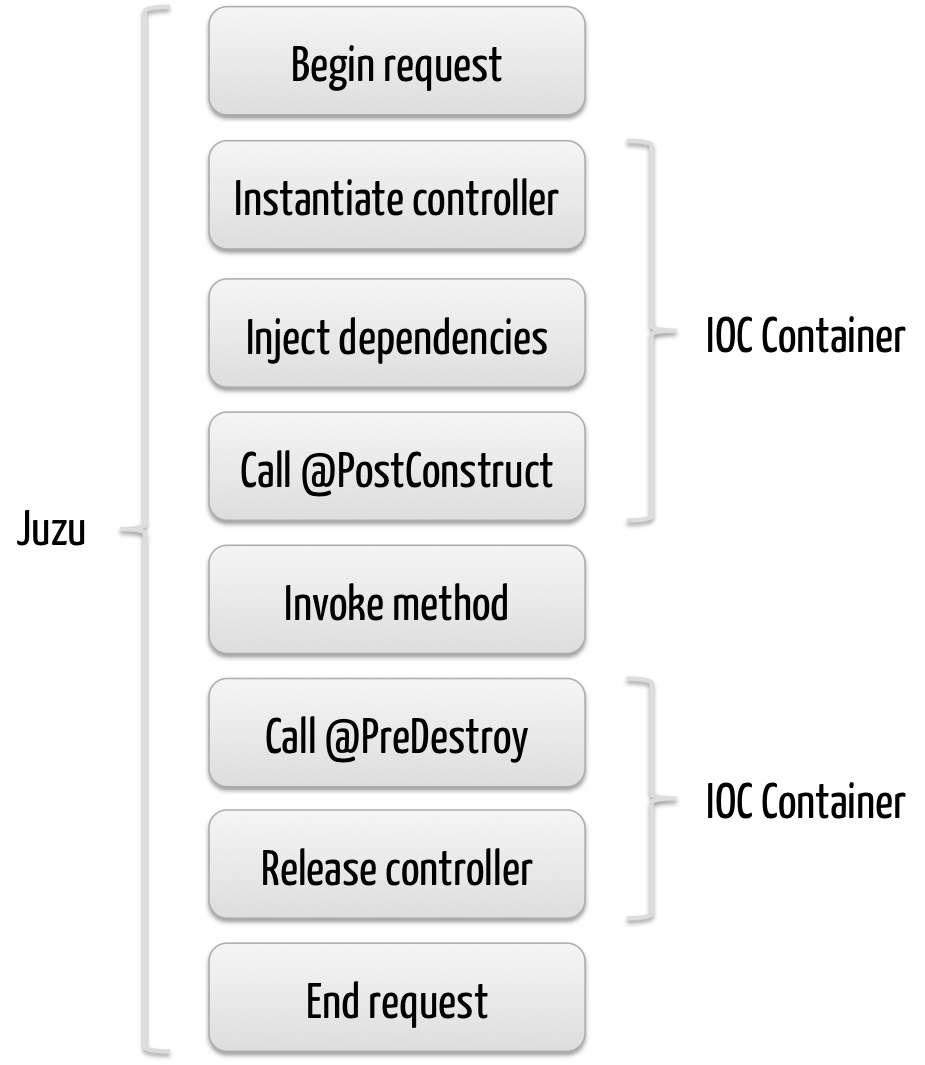 Begin request
Instantiate controller
Inject dependencies
IOC Container
Call @PostConstruct
Juzu
Invoke method
Call @PreDestroy
IOC Container
Release controller
End request